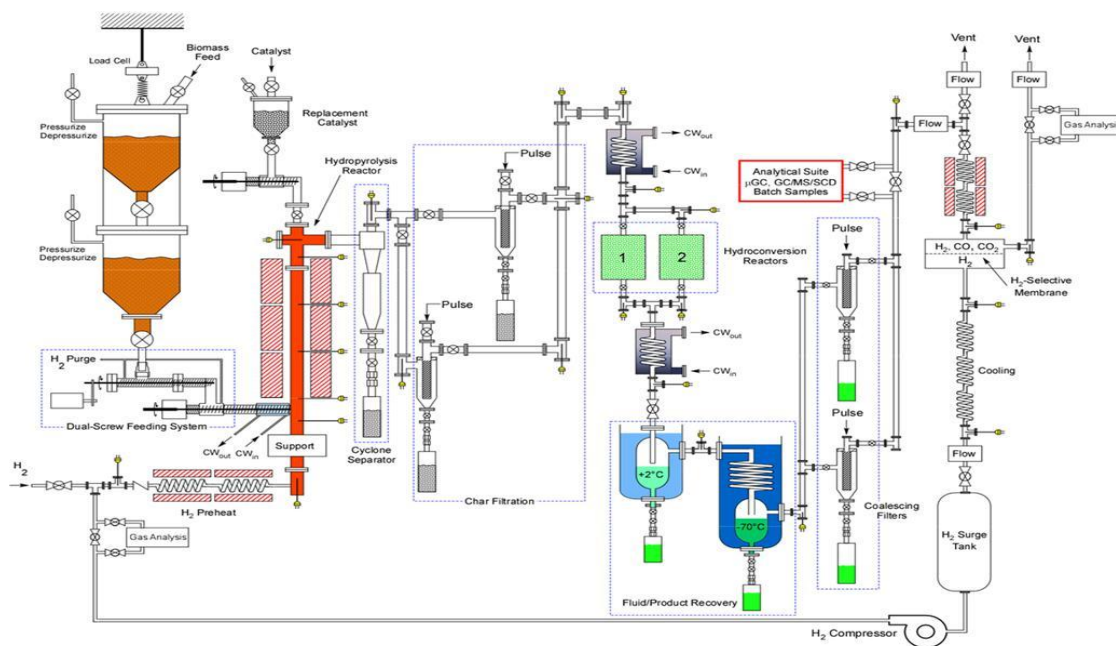 Load Cell
Biomass
Feed
Pressurize
Depressurize
Pressurize
Depressurize
Catalyst
Replacement
Catalyst
Hydropyrolysis
Reactor
H2 Purge
Dual-Screw Feeding System
CWout
CWin
Support
H2
H2 Preheat
Gas Analysis
Cyclone
Separator
Pulse
Pulse
Char Filtration
CWout
CWin
1
2
Hydroconversion
Reactors
CWout
CWin
+2°C
-70°C
Fluid/Product Recovery
Analytical Suite
µGC, GC/MS/SCD
Batch Samples
Pulse
Pulse
Coalescing
Filters
Vent
Vent
Flow
Flow
Flow
Gas Analysis
H2, CO, CO2
H2
H2-Selective
Membrane
Cooling
Flow
H2 Surge
Tank
H2 Compressor